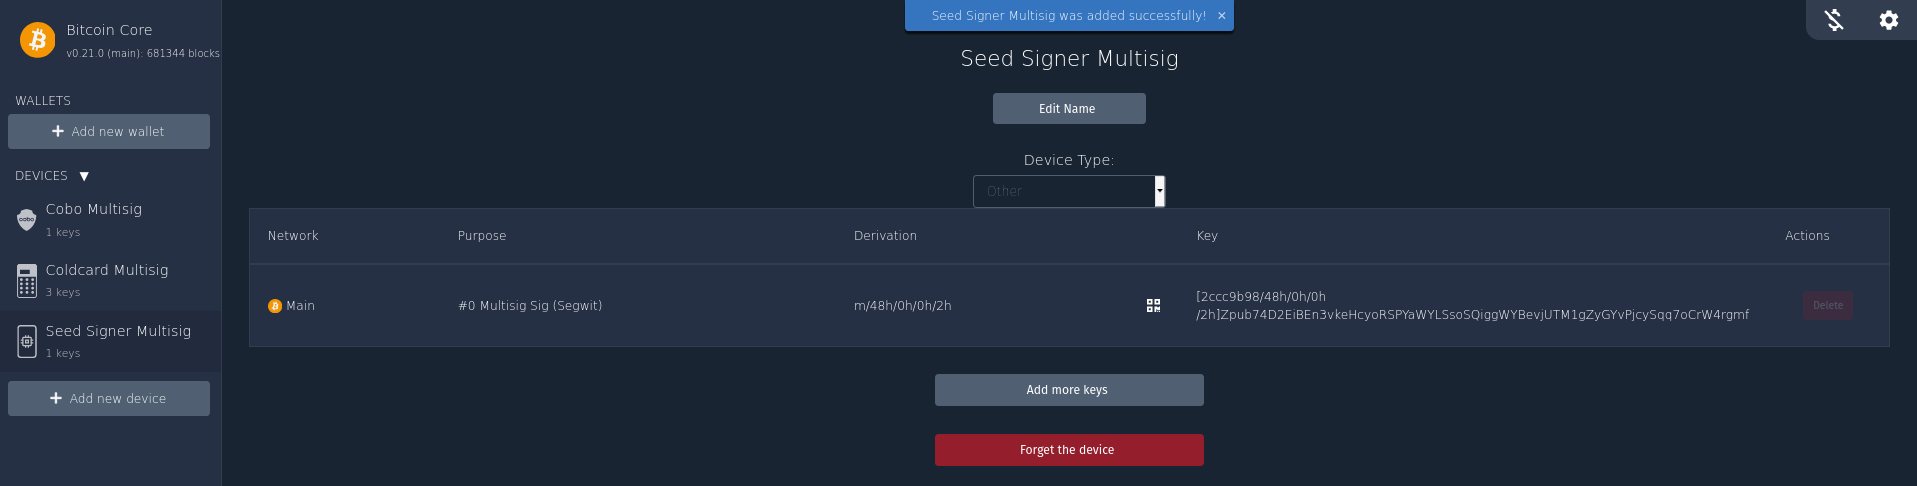 Bitcoin Core
v0.21.0 (main): 681344 blocks
WALLETS
+ Add new wallet
DEVICES ▼
Cobo Multisig
1 keys
Coldcard Multisig
3 keys
Seed Signer Multisig
1 keys
+ Add new device
Seed Signer Multisig was added successfully! ×
Seed Signer Multisig
Edit Name
Device Type:
Other
Network Purpose Derivation Key Actions
Main #0 Multisig Sig (Segwit) m/48h/0h/0h/2h [2ccc9b98/48h/0h/0h
/2h]Zpub74D2EiBEn3vkeHcyoRSPYaWYLSsoSQiggWYBevjUTM1gZyGYvPjcySqq7oCrW4rgmf Delete
Add more keys
Forget the device